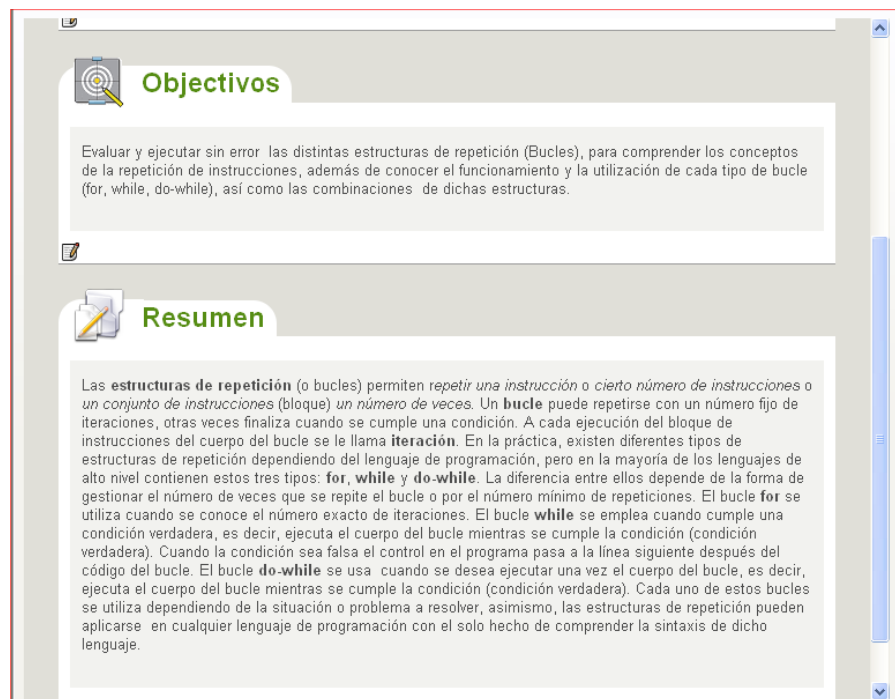 Objectivos
Evaluar y ejecutar sin error las distintas estructuras de repetición (Bucles), para comprender los conceptos
de la repetición de instrucciones, además de conocer el funcionamiento y la utilización de cada tipo de bucle
(for, while, do-while), así como las combinaciones de dichas estructuras.
Resumen
Las estructuras de repetición (o bucles) permiten repetir una instrucción o cierto número de instrucciones o
un conjunto de instrucciones (bloque) un número de veces. Un bucle puede repetirse con un número fijo de
iteraciones, otras veces finaliza cuando se cumple una condición. A cada ejecución del bloque de
instrucciones del cuerpo del bucle se le llama iteración. En la práctica, existen diferentes tipos de
estructuras de repetición dependiendo del lenguaje de programación, pero en la mayoría de los lenguajes de
alto nivel contienen estos tres tipos: for, while y do-while. La diferencia entre ellos depende de la forma de
gestionar el número de veces que se repite el bucle o por el número mínimo de repeticiones. El bucle for se
utiliza cuando se conoce el número exacto de iteraciones. El bucle while se emplea cuando cumple una
condición verdadera, es decir, ejecuta el cuerpo del bucle mientras se cumple la condición (condición
verdadera). Cuando la condición sea falsa el control en el programa pasa a la línea siguiente después del
código del bucle. El bucle do-while se usa cuando se desea ejecutar una vez el cuerpo del bucle, es decir,
ejecuta el cuerpo del bucle mientras se cumple la condición (condición verdadera). Cada uno de estos bucles
se utiliza dependiendo de la situación o problema a resolver, asimismo, las estructuras de repetición pueden
aplicarse en cualquier lenguaje de programación con el solo hecho de comprender la sintaxis de dicho
lenguaje.